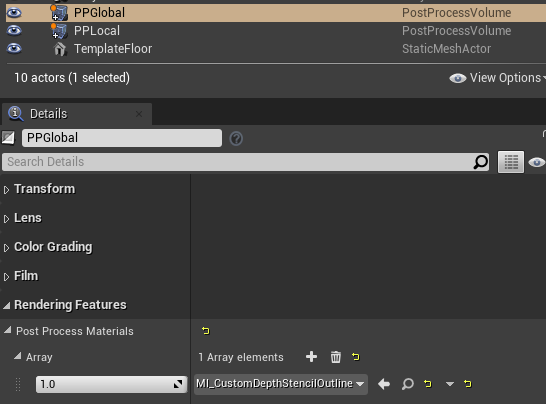 PPGlobal PostProcessVolume
PPLocal PostProcessVolume
TemplateFloor StaticMeshActor
10 actors (1 selected) View Options
Details
PPGlobal
Search Details
Transform
Lens
Color Grading
Film
Rendering Features
Post Process Materials
Array 1 Array elements
1.0 MI_CustomDepthStencilOutline